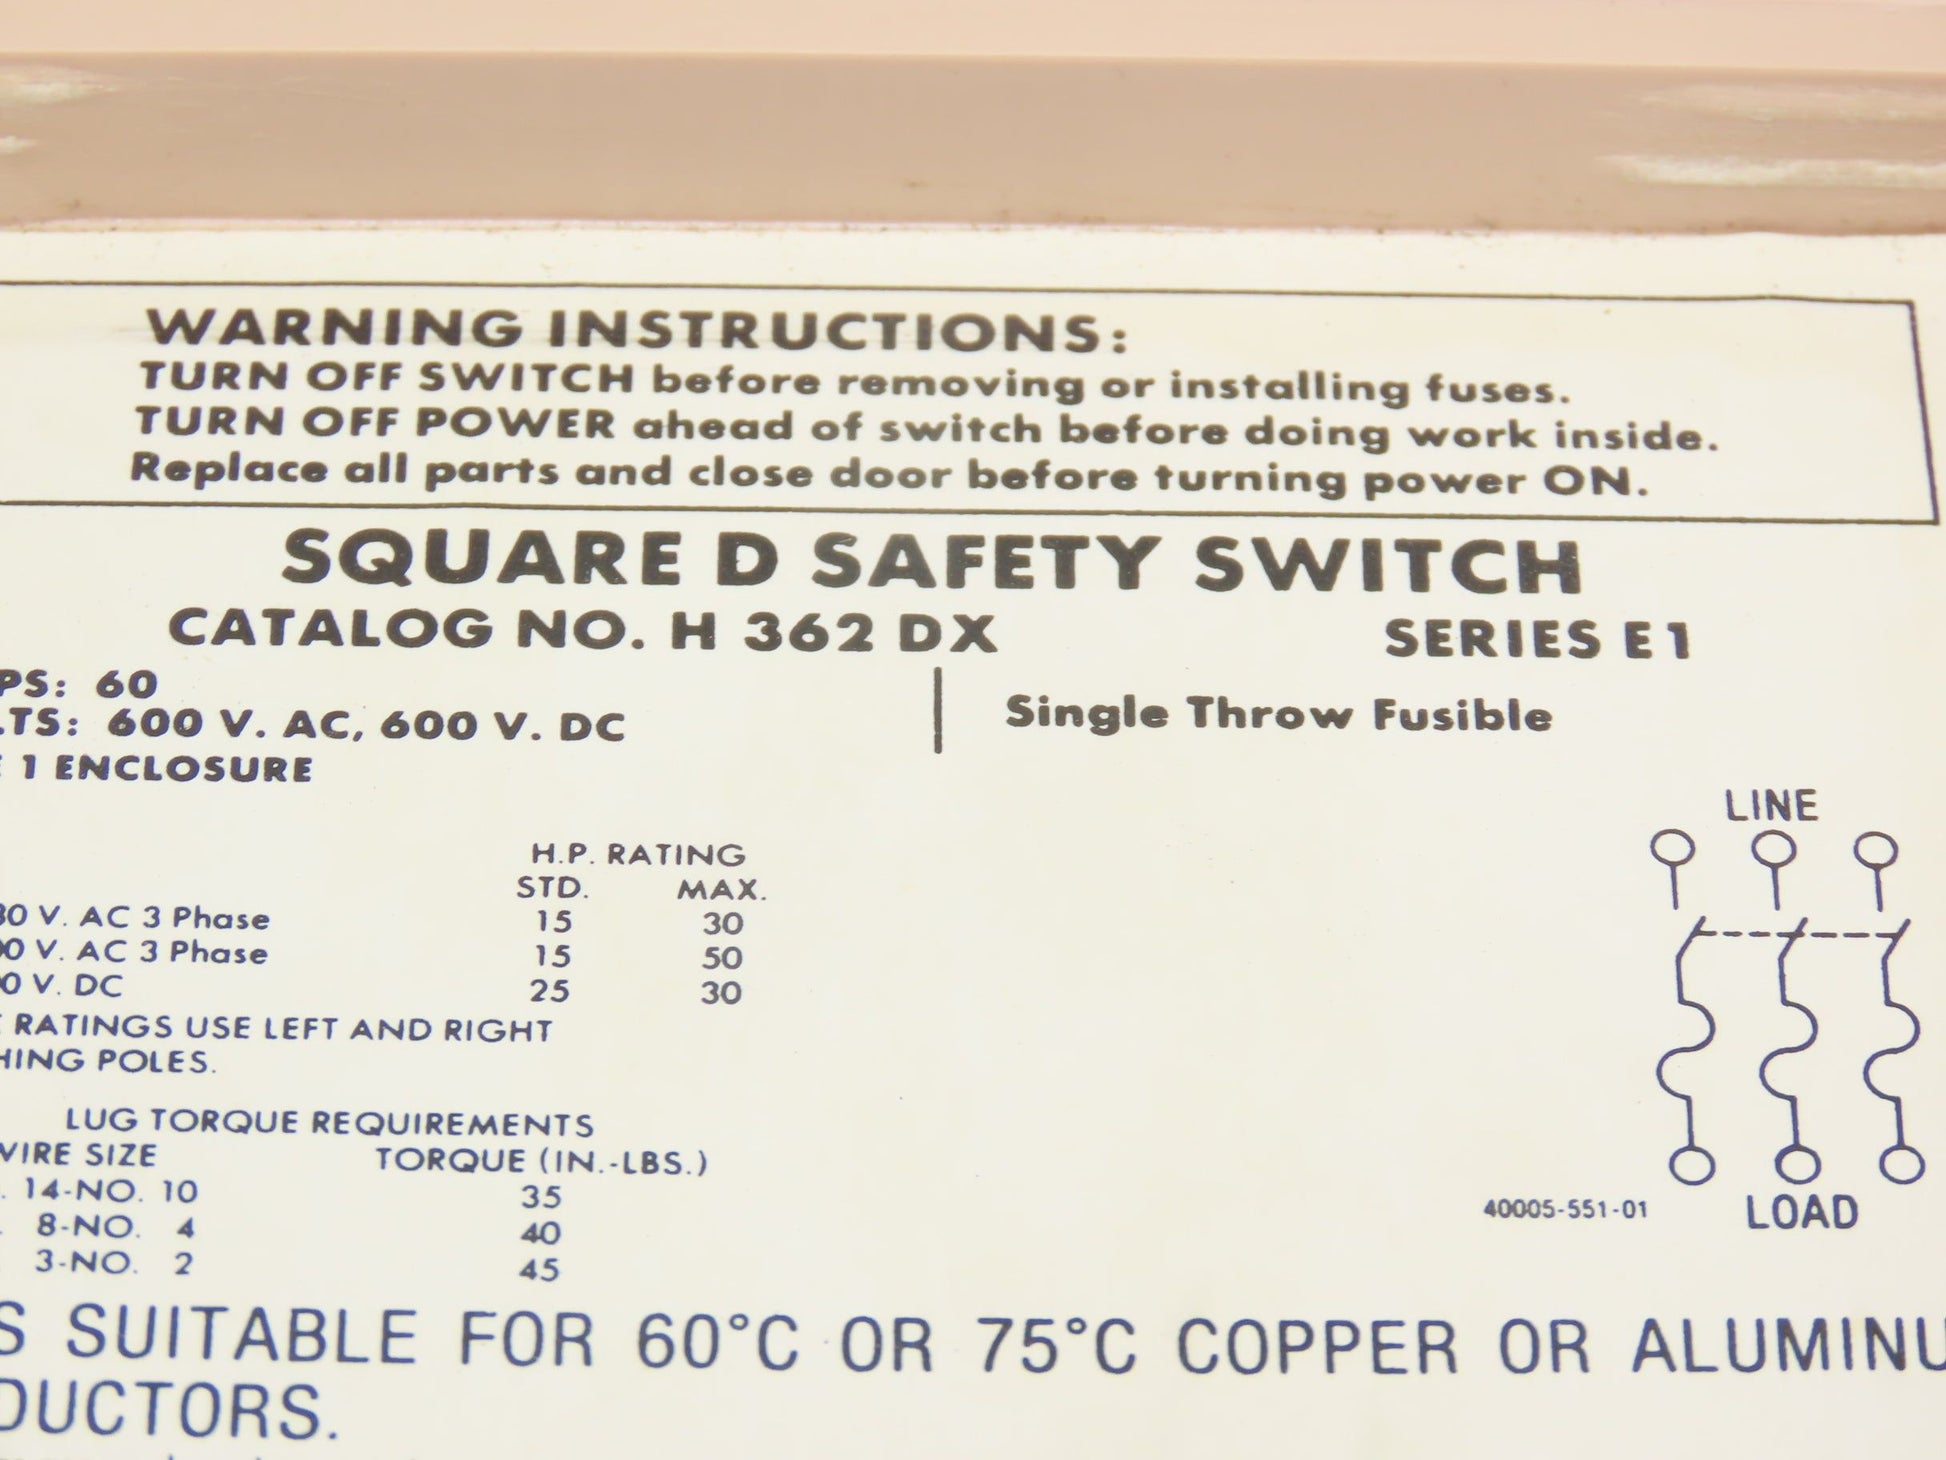 WARNING INSTRUCTIONS:
TURN OFF SWITCH before removing or installing fuses.
TURN OFF POWER ahead of switch before doing work inside.
Replace all parts and close door before turning power ON.
SQUARE D SAFETY SWITCH
CATALOG NO. H 362 DX SERIES E1
PS: 60
LTS: 600 V. AC, 600 V. DC
Single Throw Fusible
1 ENCLOSURE
LINE
H.P. RATING
STD. MAX.
80 V. AC 3 Phase 15 30
00 V. AC 3 Phase 15 50
0 V. DC 25 30
RATINGS USE LEFT AND RIGHT
HING POLES.
LUG TORQUE REQUIREMENTS
WIRE SIZE TORQUE (IN.-LBS.)
. 14-NO. 10 35
8-NO. 4 40
3-NO. 2 45
40005-551-01
LOAD
S SUITABLE FOR 60°C OR 75°C COPPER OR ALUMINU
DUCTORS.